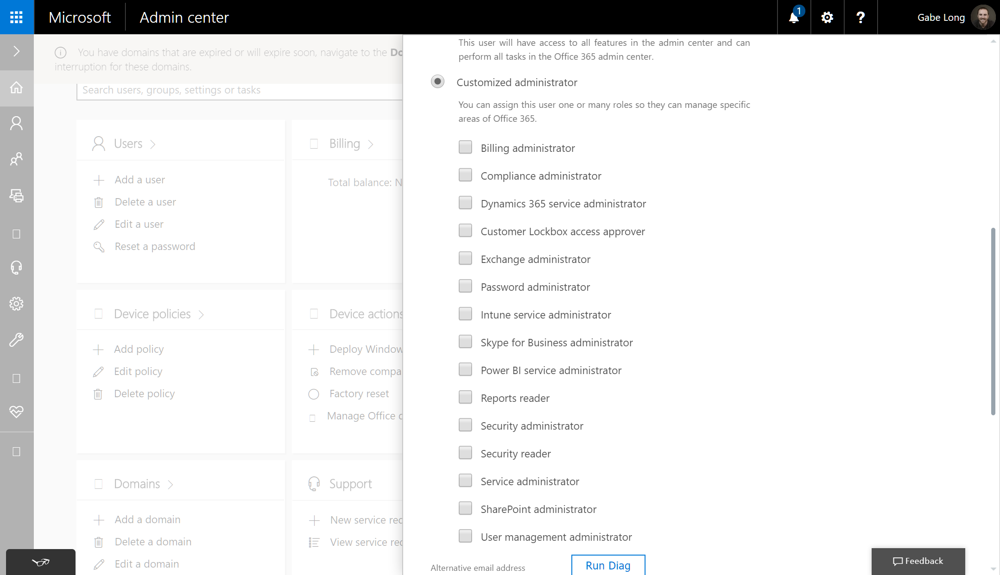 Microsoft
Admin center
1
?
Gabe Long
You have domains that are expired or will expire soon, navigate to the Do
interruption for these domains.
Search users, groups, settings or tasks
Users
Add a user
Delete a user
Edit a user
Reset a password
Billing
Total balance: N
Device policies
Add policy
Edit policy
Delete policy
Device actions
Deploy Window
Remove compa
Factory reset
Manage Office
Domains
Add a domain
Delete a domain
Edit a domain
Support
New service rec
View service rec
This user will have access to all features in the admin center and can
perform all tasks in the Office 365 admin center.
Customized administrator
You can assign this user one or many roles so they can manage specific
areas of Office 365.
Billing administrator
Compliance administrator
Dynamics 365 service administrator
Customer Lockbox access approver
Exchange administrator
Password administrator
Intune service administrator
Skype for Business administrator
Power BI service administrator
Reports reader
Security administrator
Security reader
Service administrator
SharePoint administrator
User management administrator
Alternative email address
Run Diag
Feedback